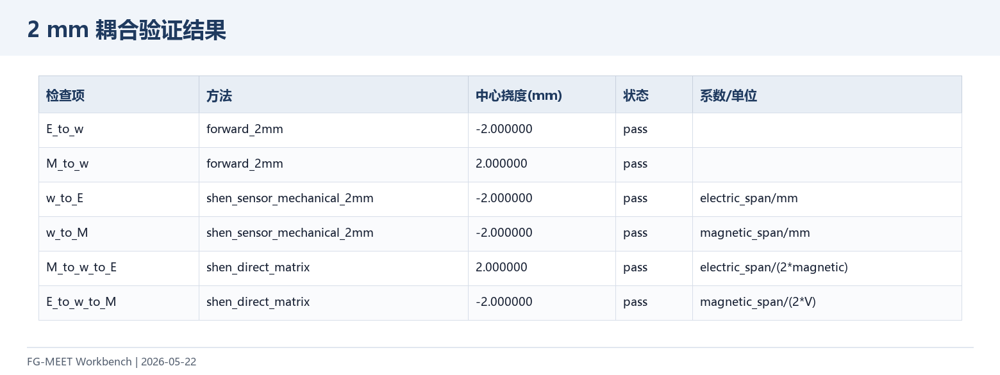 2 mm 耦合验证结果
检查项 方法 中心挠度(mm) 状态 系数/单位
E_to_w forward_2mm -2.000000 pass
M_to_w forward_2mm 2.000000 pass
w_to_E shen_sensor_mechanical_2mm -2.000000 pass electric_span/mm
w_to_M shen_sensor_mechanical_2mm -2.000000 pass magnetic_span/mm
M_to_w_to_E shen_direct_matrix 2.000000 pass electric_span/(2*magnetic)
E_to_w_to_M shen_direct_matrix -2.000000 pass magnetic_span/(2*V)
FG-MEET Workbench | 2026-05-22